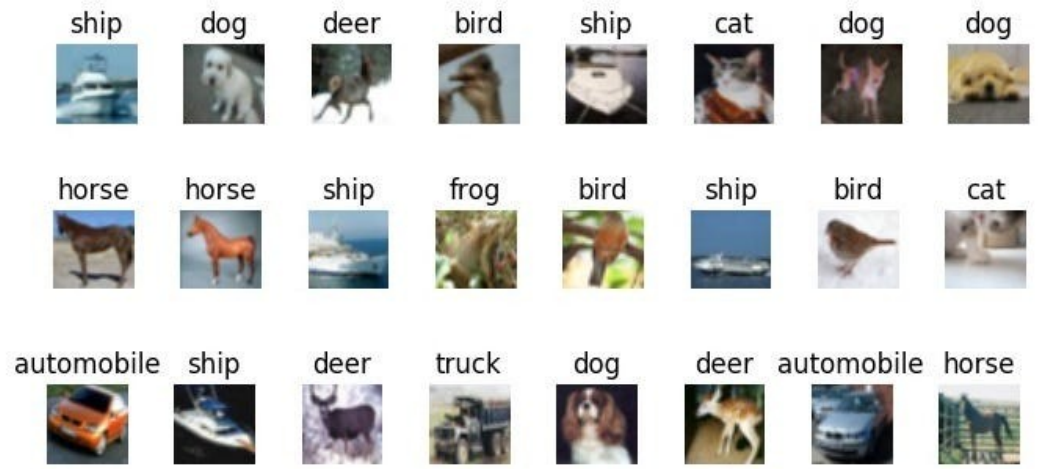 ship dog deer bird ship cat dog dog
horse horse ship frog bird ship bird cat
automobile ship deer truck dog deer automobile horse